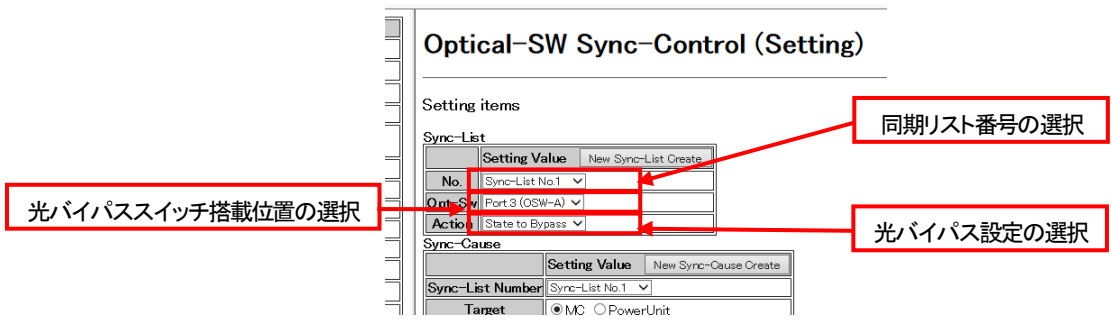 Optical-SW Sync-Control (Setting)
Setting items
同期リスト番号の選択
Sync-List
Setting Value New Sync-List Create
No. Sync-List No.1
光バイパススイッチ搭載位置の選択
Opt-Sw Port.3 (OSW-A)
Action State to Bypass
光バイパス設定の選択
Sync-Cause
Setting Value New Sync-Cause Create
Sync-List Number Sync-List No.1
Target MC PowerUnit